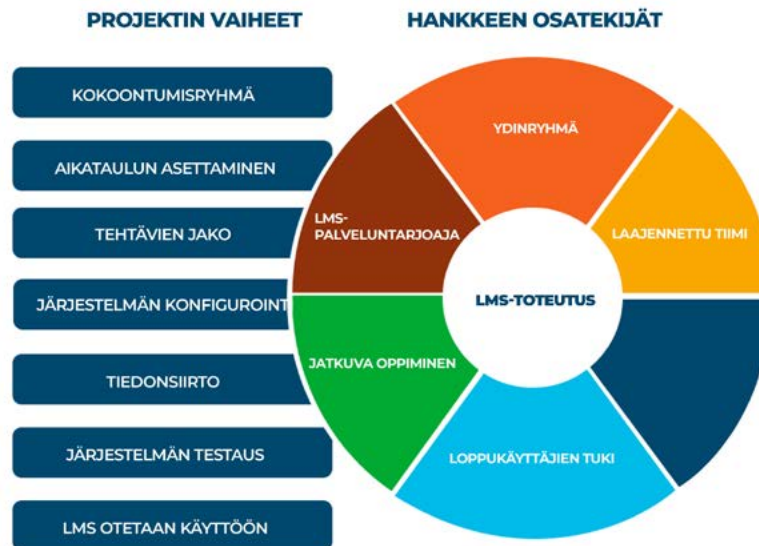 PROJEKTIN VAIHEET
HANKKEEN OSATEKIJÄT
KOKOONTUMISRYHMÄ
AIKATAULUN ASETTAMINEN
TEHTÄVIEN JAKO
JÄRJESTELMÄN KONFIGUROINT
TIEDONSIIRTO
JÄRJESTELMÄN TESTAUS
LMS OTETAAN KÄYTTÖÖN
YDINRYHMÄ
LAAJENNETTU TIIMI
LOPPUKÄYTTÄJIEN TUKI
JATKUVA OPPIMINEN
LMS-
PALVELUNTARJOAJA
LMS-TOTEUTUS